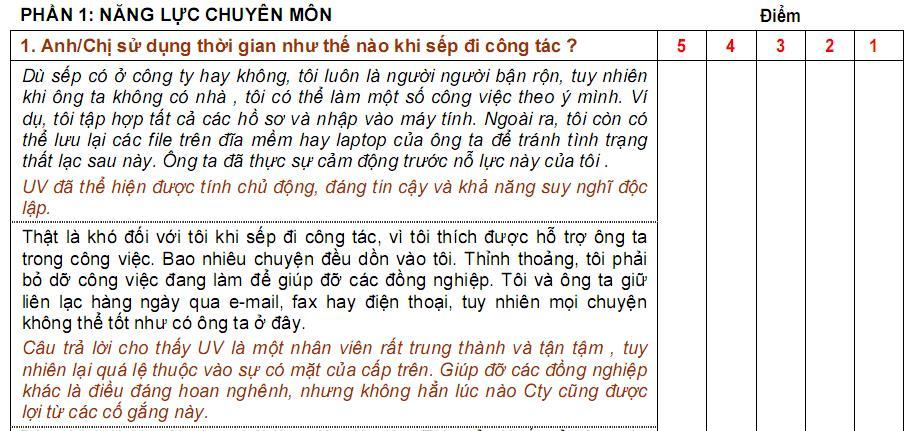 PHẦN 1: NĂNG LỰC CHUYÊN MÔN Điểm
1. Anh/Chị sử dụng thời gian như thế nào khi sếp đi công tác ? 5 4 3 2 1
Dù sếp có ở công ty hay không, tôi luôn là người người bận rộn, tuy nhiên
khi ông ta không có nhà , tôi có thể làm một số công việc theo ý mình. Ví
dụ, tôi tập hợp tất cả các hồ sơ và nhập vào máy tính. Ngoài ra, tôi còn có
thể lưu lại các file trên đĩa mềm hay laptop của ông ta để tránh tình trạng
thất lạc sau này. Ông ta đã thực sự cảm động trước nỗ lực này của tôi .
UV đã thể hiện được tính chủ động, đáng tin cậy và khả năng suy nghĩ độc
lập.
Thật là khó đối với tôi khi sếp đi công tác, vì tôi thích được hỗ trợ ông ta
trong công việc. Bao nhiêu chuyện đều dồn vào tôi. Thỉnh thoảng, tôi phải
bỏ dỡ công việc đang làm để giúp đỡ các đồng nghiệp. Tôi và ông ta giữ
liên lạc hàng ngày qua e-mail, fax hay điện thoại, tuy nhiên mọi chuyện
không thể tốt như có ông ta ở đây.
Câu trả lời cho thấy UV là một nhân viên rất trung thành và tận tậm , tuy
nhiên lại quá lệ thuộc vào sự có mặt của cấp trên. Giúp đỡ các đồng nghiệp
khác là điều đáng hoan nghênh, nhưng không hẳn lúc nào Cty cũng được
lợi từ các cố gắng này.